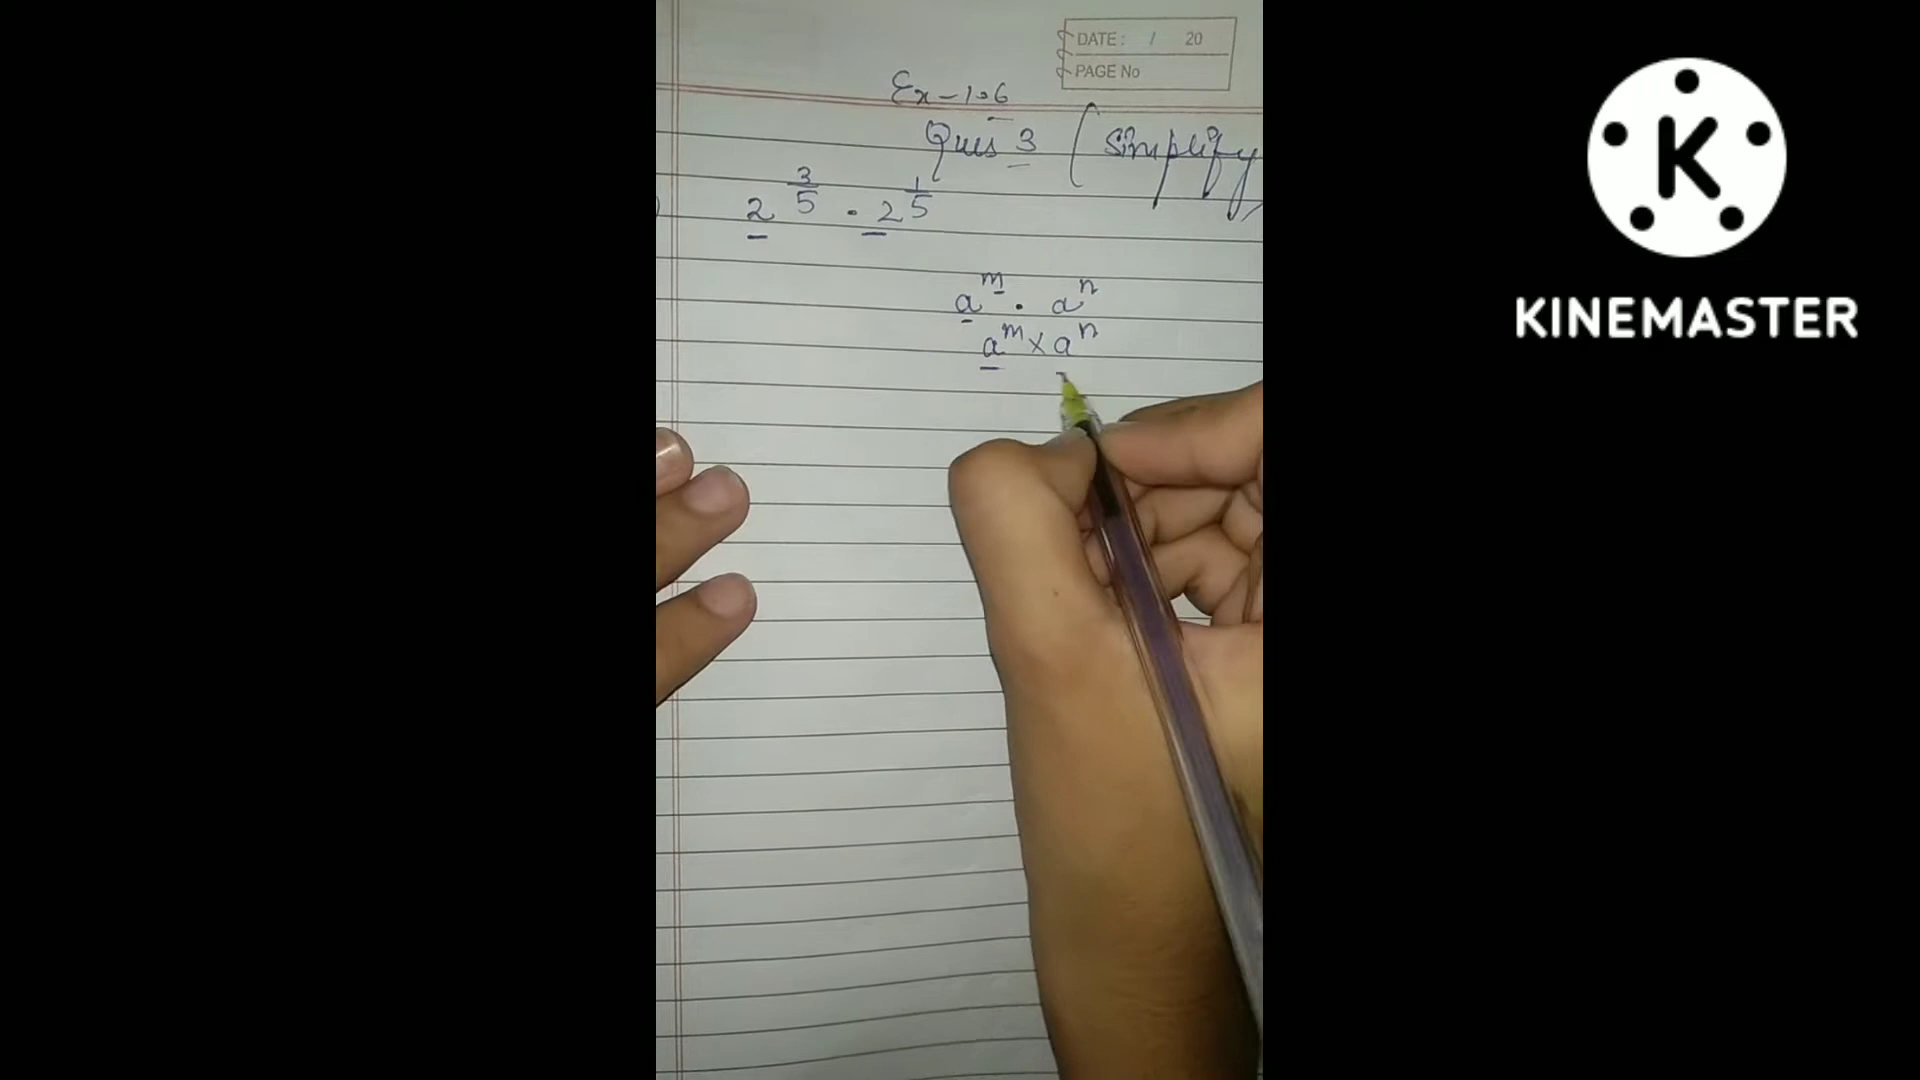 DATE: / 20
PAGE No
Ex-1.6
Ques 3 (Simplify)
2^{3/5} . 2^{1/5}
a^m . a^n
a^m × a^n
K
KINEMASTER